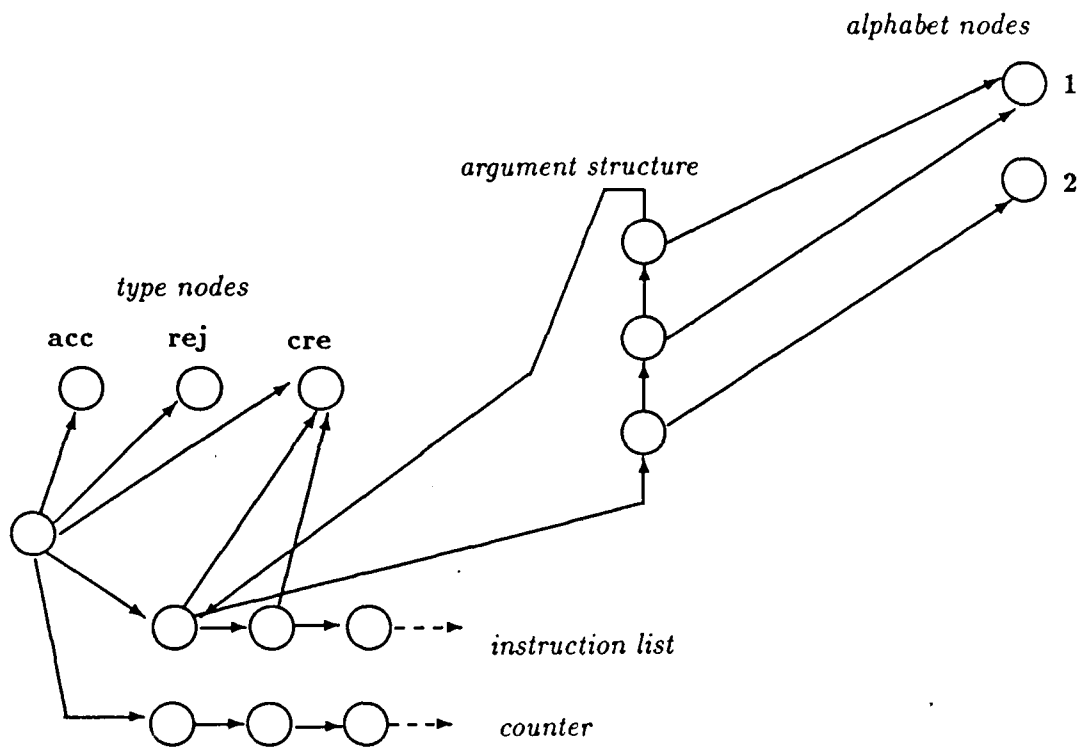 alphabet nodes
1
argument structure
2
type nodes
acc rej cre
instruction list
counter